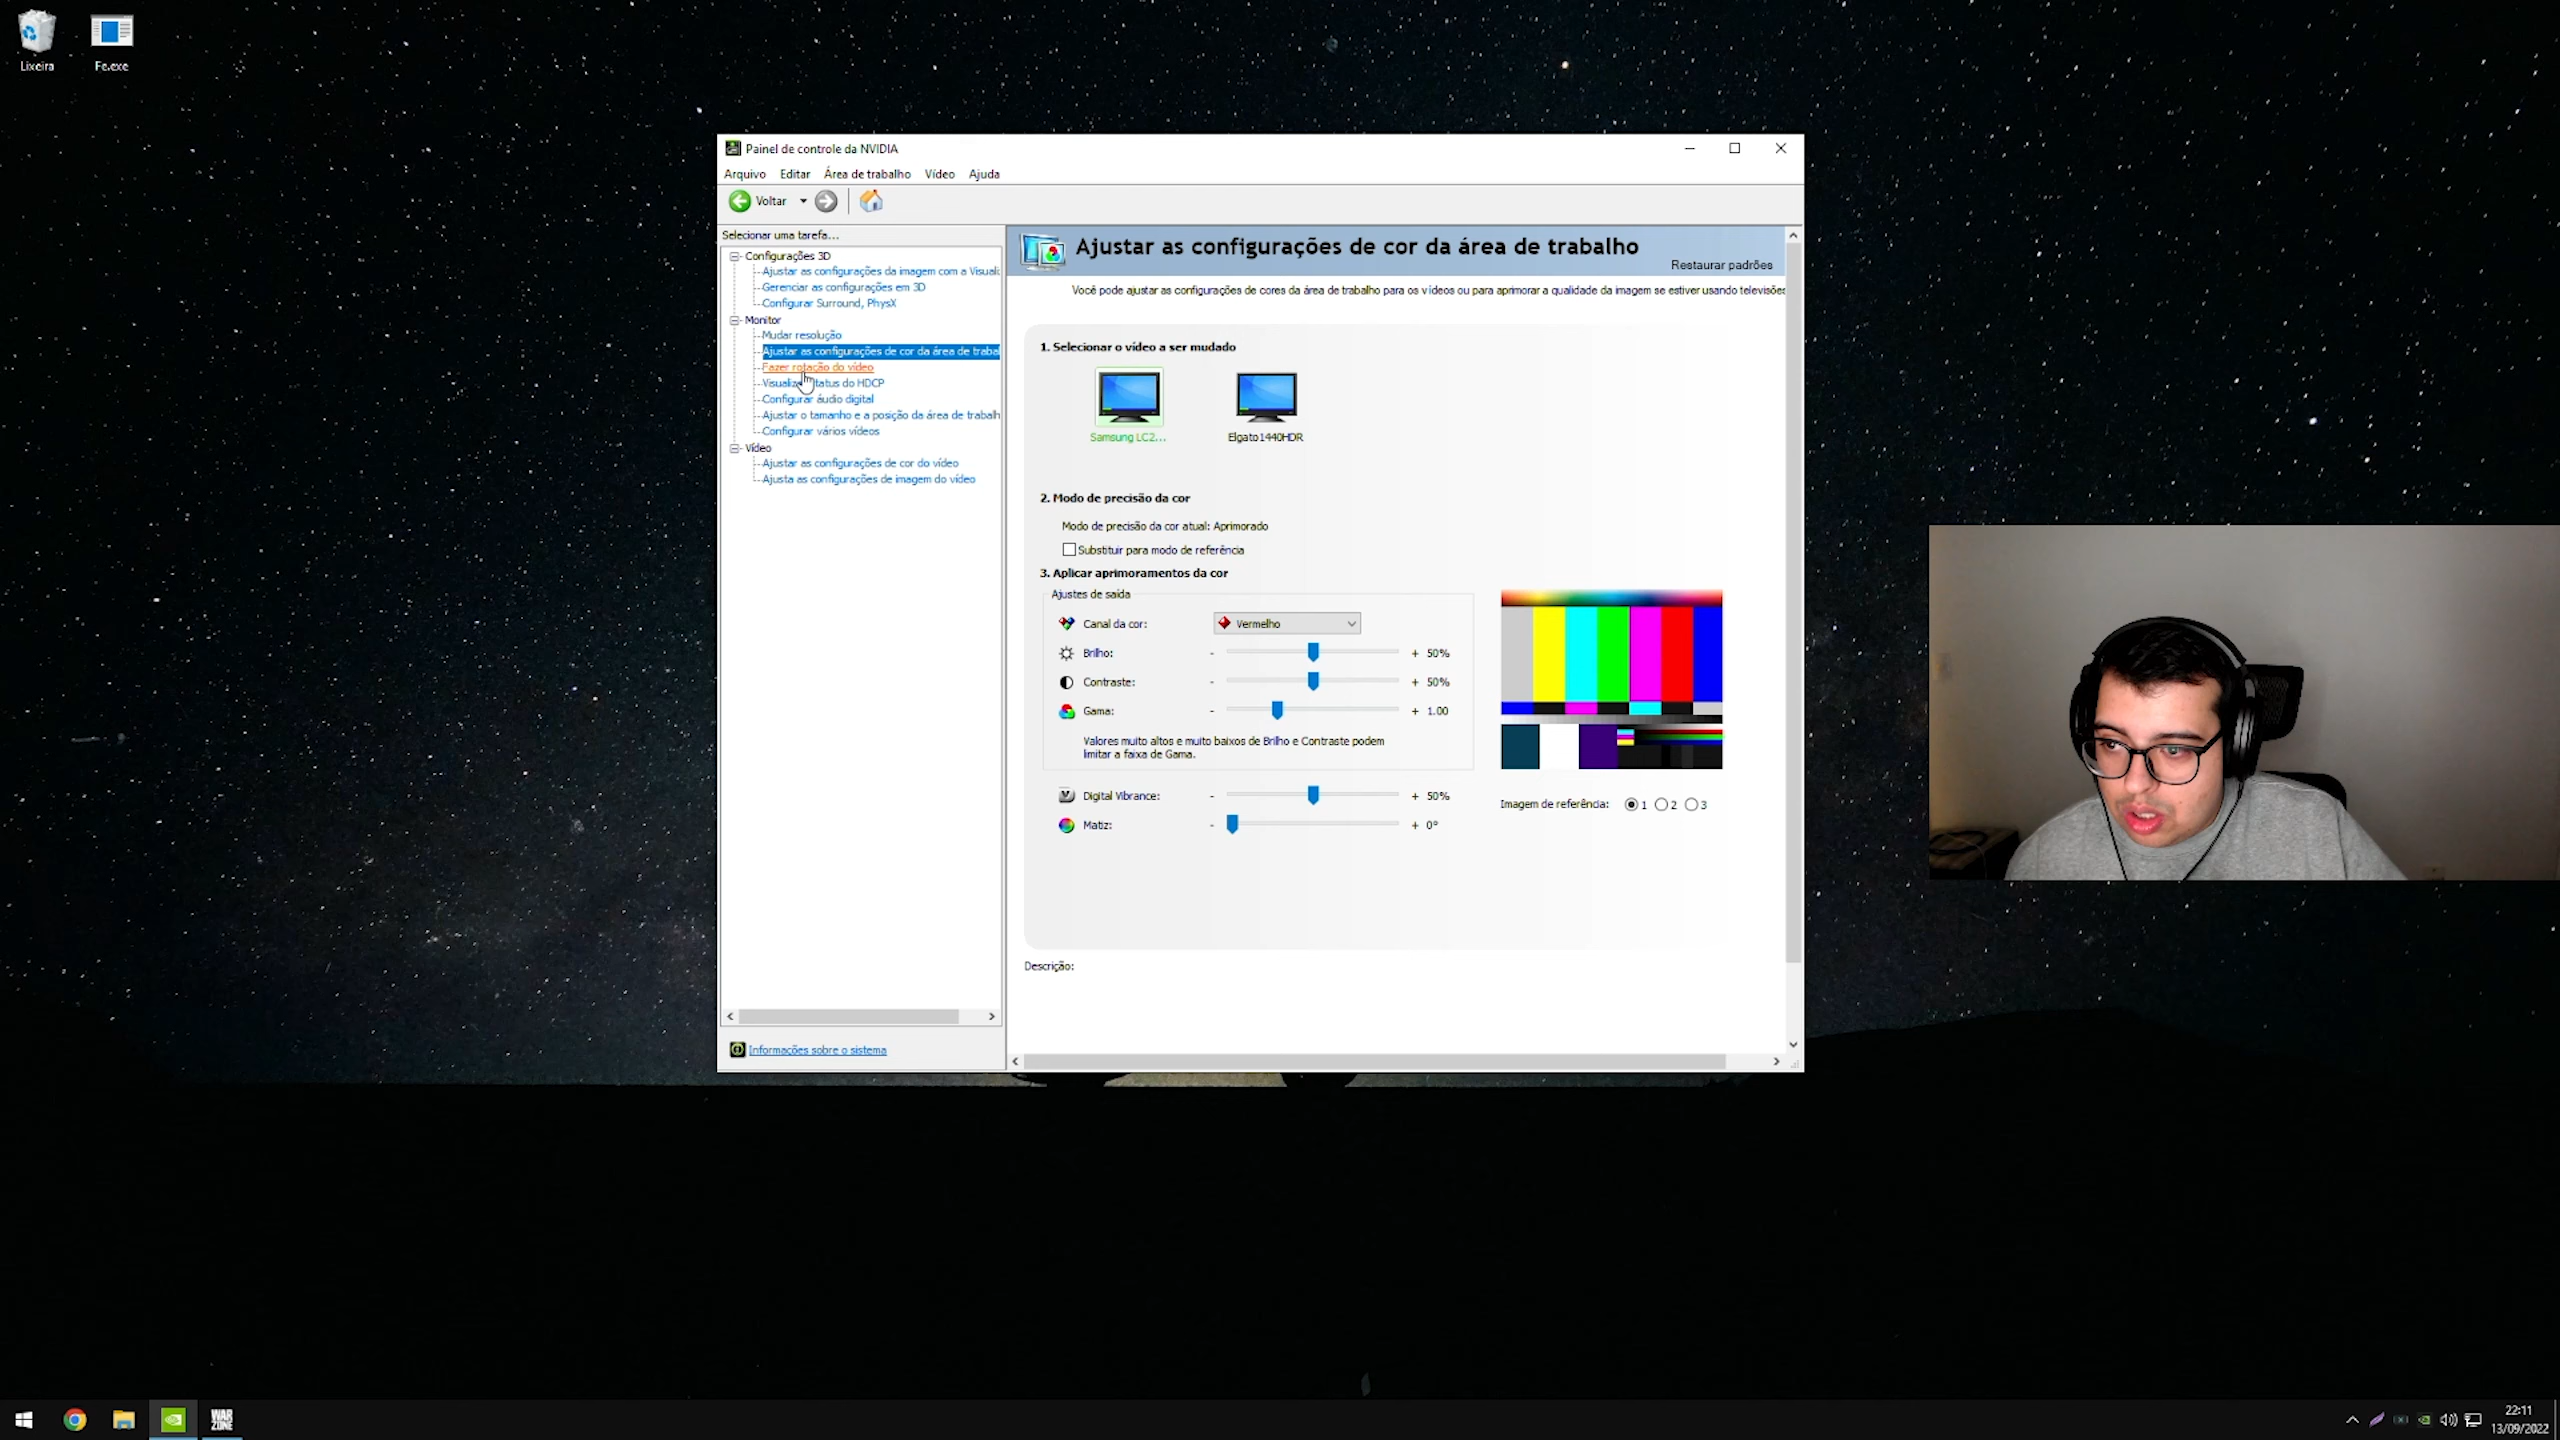 Lixeira
Fe.exe
Painel de controle da NVIDIA
Arquivo Editar Área de trabalho Vídeo Ajuda
Voltar
Selecionar uma tarefa...
Configurações 3D
Ajustar as configurações da imagem com a Visuali
Gerenciar as configurações em 3D
Configurar Surround, PhysX
Monitor
Mudar resolução
Ajustar as configurações de cor da área de trabal
Fazer rotação do vídeo
Visualizar status do HDCP
Configurar áudio digital
Ajustar o tamanho e a posição da área de trabalh
Configurar vários vídeos
Vídeo
Ajustar as configurações de cor do vídeo
Ajusta as configurações de imagem do vídeo
Informações sobre o sistema
Ajustar as configurações de cor da área de trabalho
Restaurar padrões
Você pode ajustar as configurações de cores da área de trabalho para os vídeos ou para aprimorar a qualidade da imagem se estiver usando televisões
1. Selecionar o vídeo a ser mudado
Samsung LC2...
Elgato 1440HDR
2. Modo de precisão da cor
Modo de precisão da cor atual: Aprimorado
Substituir para modo de referência
3. Aplicar aprimoramentos da cor
Ajustes de saída
Canal da cor: Vermelho
Brilho: - + 50%
Contraste: - + 50%
Gama: - + 1.00
Valores muito altos e muito baixos de Brilho e Contraste podem
limitar a faixa de Gama.
Digital Vibrance: - + 50%
Matiz: - + 0°
Imagem de referência: 1 2 3
Descrição:
WAR
ZONE
22:11
13/09/2022